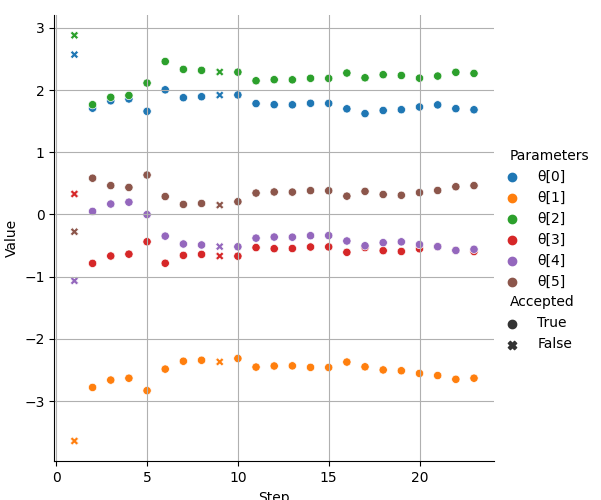 3
2
1
0
−1
−2
−3
Value
0
5
10
15
20
Step
Parameters
θ[0]
θ[1]
θ[2]
θ[3]
θ[4]
θ[5]
Accepted
True
False